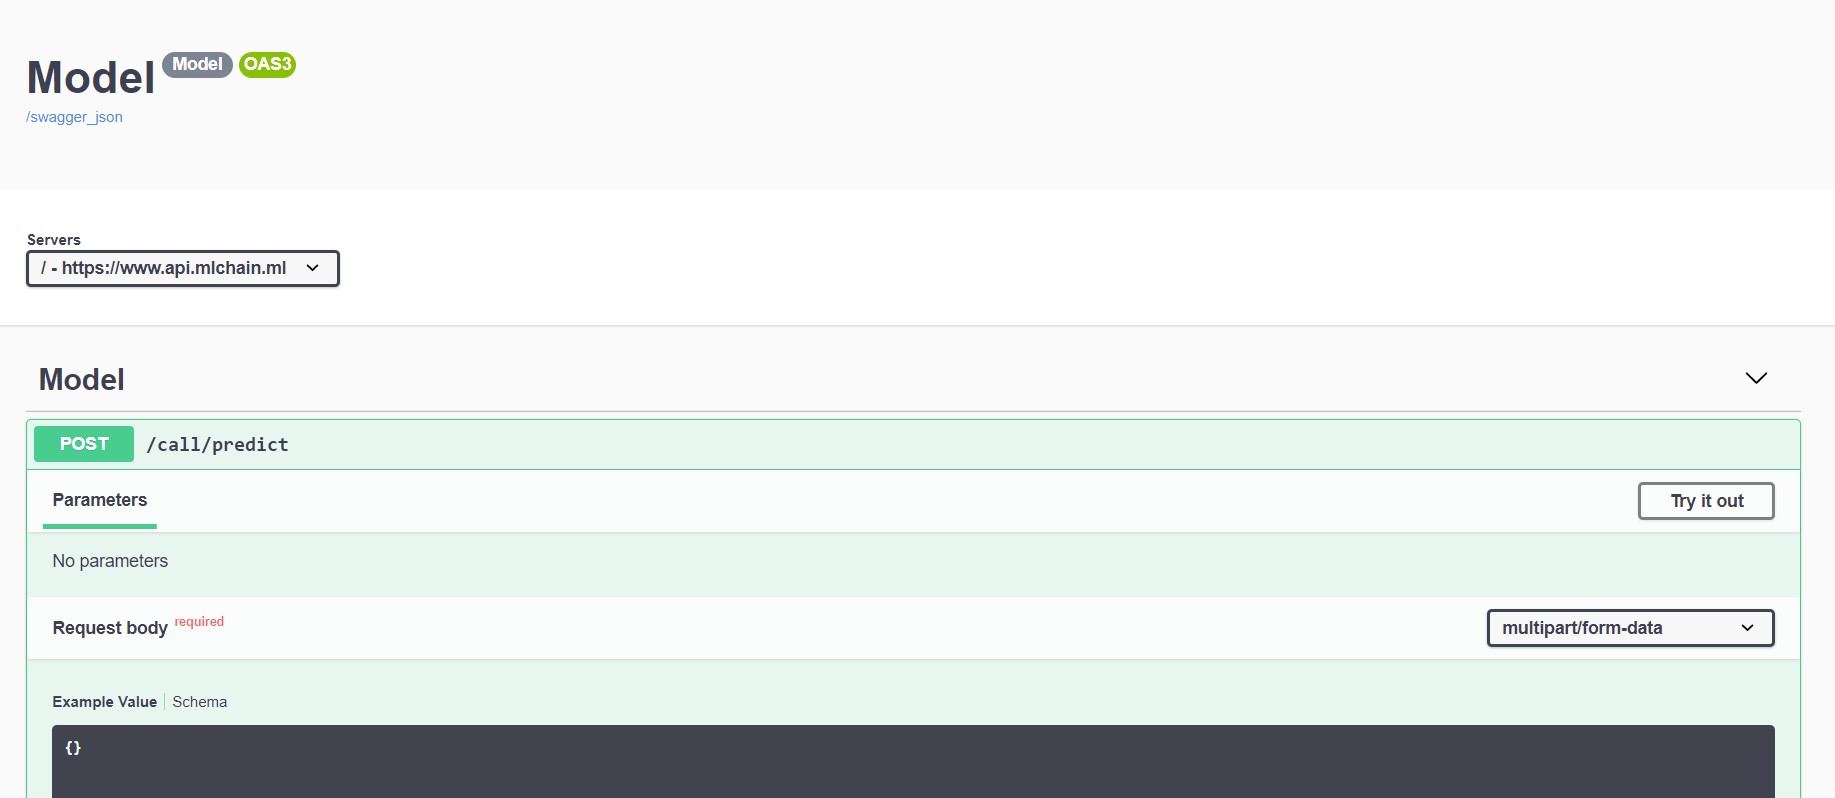 Model Model OAS3
/swagger_json
Servers
/ - https://www.api.mlchain.ml
Model
POST /call/predict
Parameters Try it out
No parameters
Request body required multipart/form-data
Example Value Schema
{}